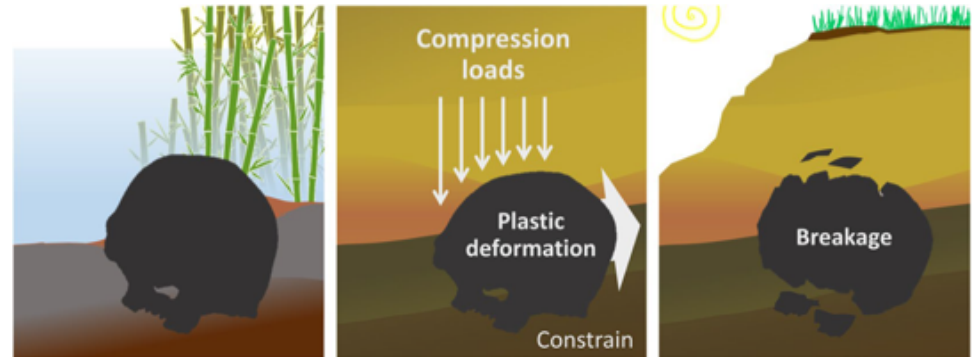 Compression
loads
Plastic
deformation
Constrain
Breakage